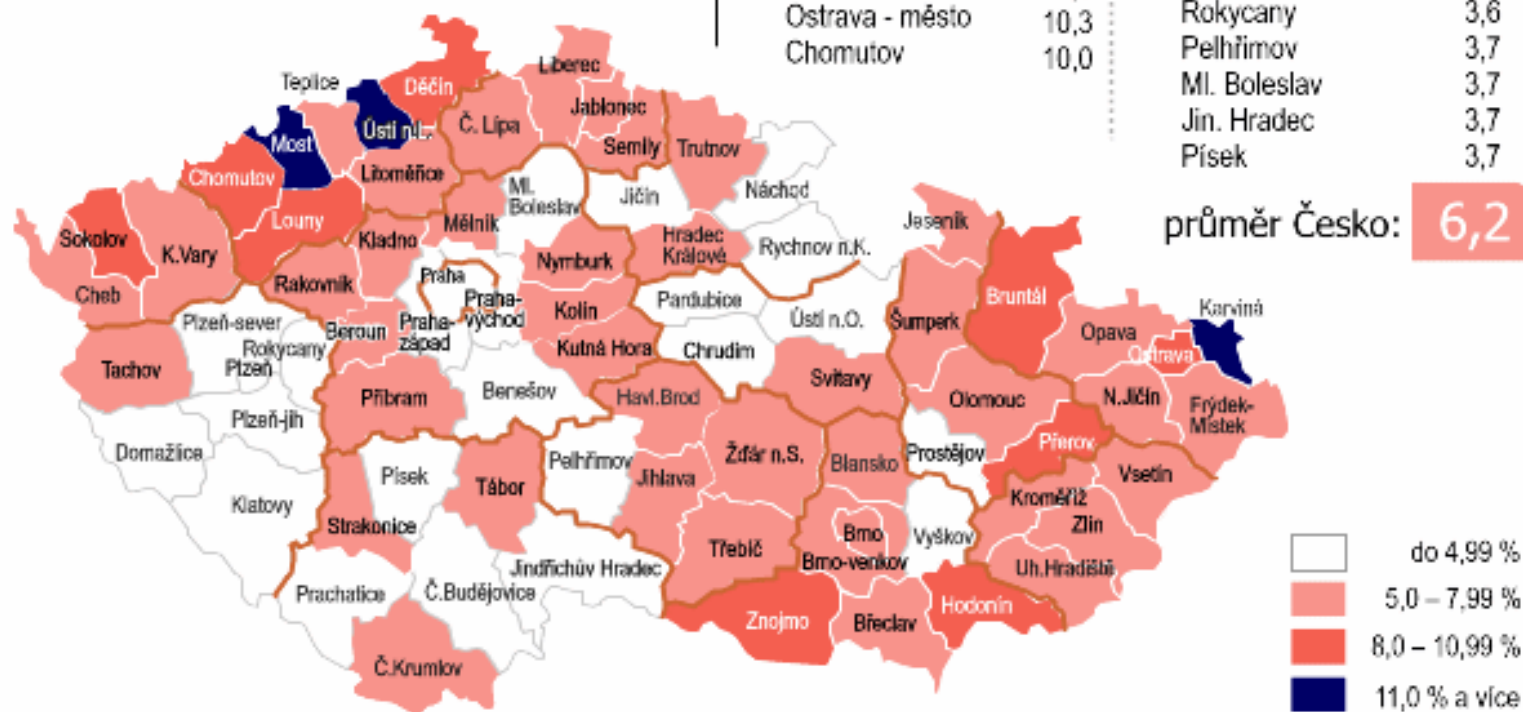 Ostrava - město 10,3
Chomutov 10,0
Rokycany 3,6
Pelhřimov 3,7
Ml. Boleslav 3,7
Jin. Hradec 3,7
Písek 3,7
průměr Česko: 6,2
Teplice
Děčín
Liberec
Jablonec
Most
Ústí n.L.
Č. Lípa
Semily
Trutnov
Chomutov
Litoměřice
Ml.
Boleslav
Jičín
Náchod
Louny
Mělník
Sokolov
K.Vary
Kladno
Hradec
Králové
Rychnov n.K.
Jeseník
Cheb
Rakovník
Praha
Praha-
východ
Nymburk
Pardubice
Bruntál
Karviná
Plzeň-sever
Beroun
Praha-
západ
Kolín
Ústí n.O.
Šumperk
Opava
Ostrava
Rokycany
Plzeň
Kutná Hora
Chrudim
Tachov
Příbram
Benešov
Havl.Brod
Svitavy
Olomouc
N.Jičín
Frýdek-
Místek
Plzeň-jih
Domažlice
Písek
Pelhřimov
Žďár n.S.
Blansko
Prostějov
Přerov
Vsetín
Klatovy
Strakonice
Tábor
Jihlava
Kroměříž
Zlín
Třebíč
Brno
Brno-venkov
Vyškov
Uh.Hradiště
Prachatice
Č.Budějovice
Jindřichův Hradec
Znojmo
Břeclav
Hodonín
Č.Krumlov
do 4,99 %
5,0 – 7,99 %
8,0 – 10,99 %
11,0 % a více